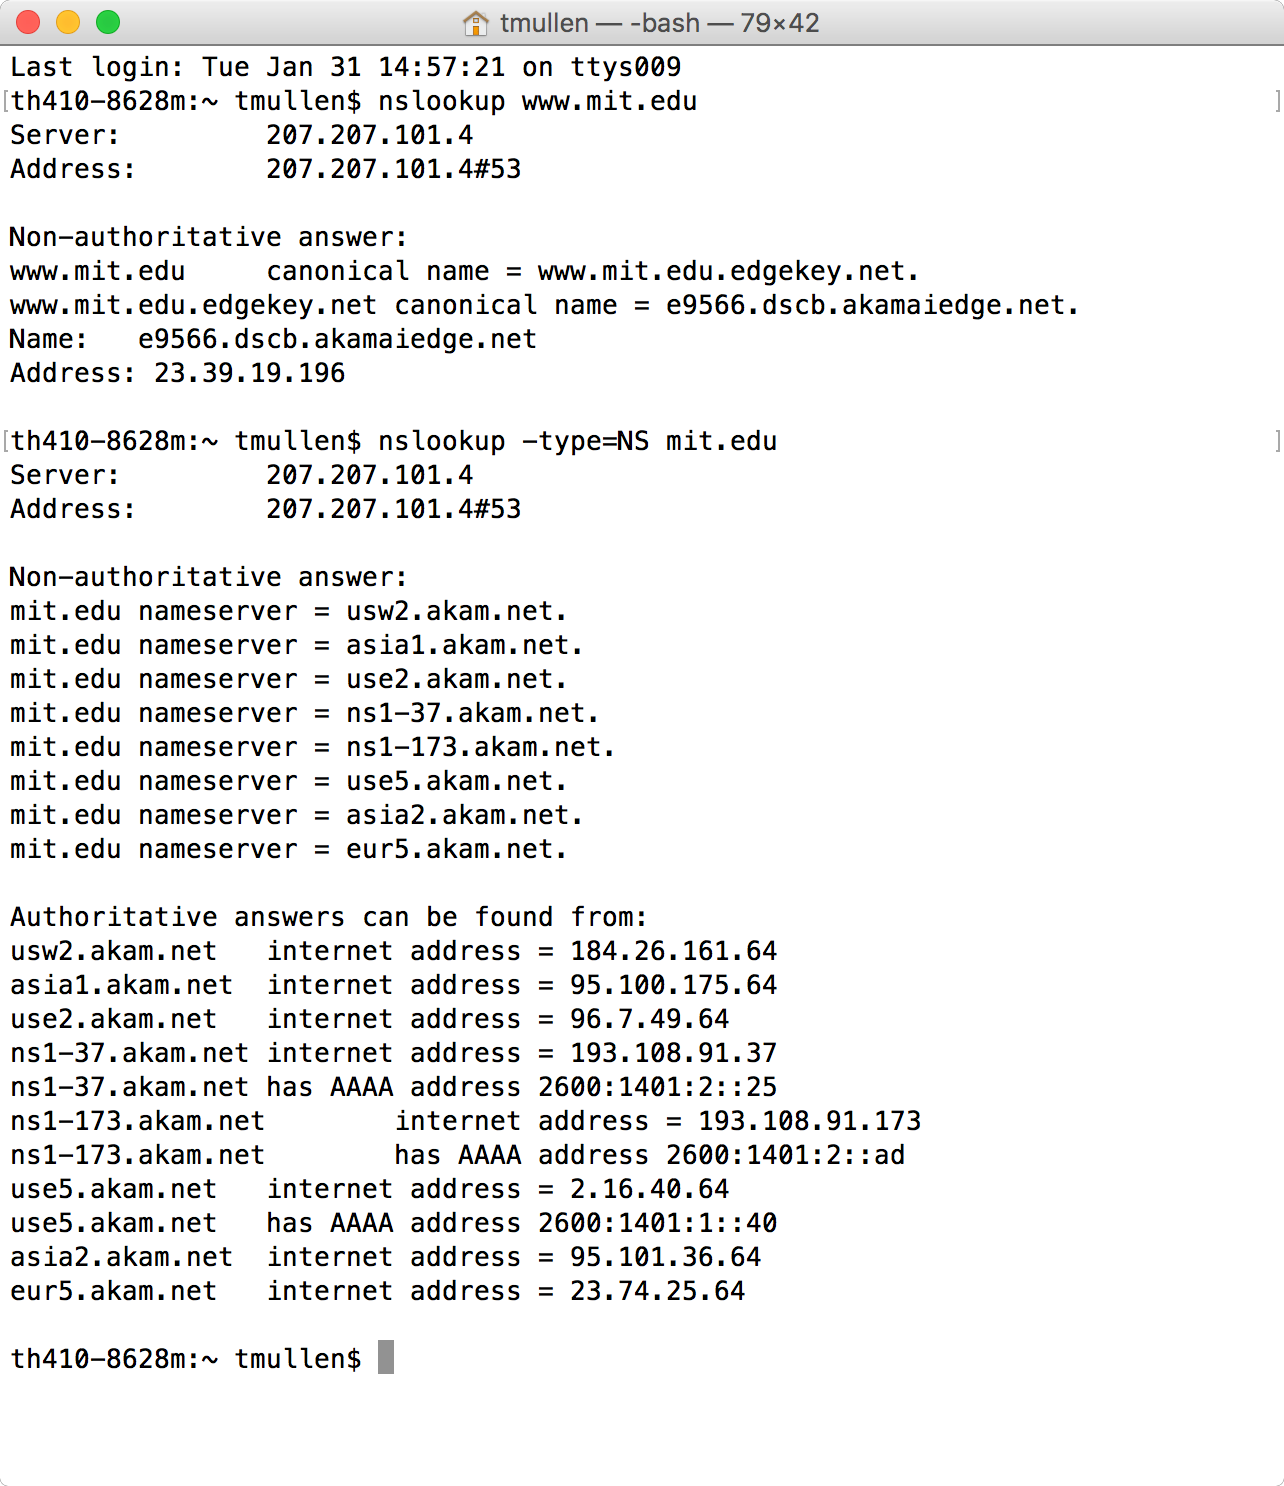 tmullen — -bash — 79×42
Last login: Tue Jan 31 14:57:21 on ttys009
[th410-8628m:~ tmullen$ nslookup www.mit.edu ]
Server:         207.207.101.4
Address:        207.207.101.4#53

Non-authoritative answer:
www.mit.edu     canonical name = www.mit.edu.edgekey.net.
www.mit.edu.edgekey.net canonical name = e9566.dscb.akamaiedge.net.
Name:   e9566.dscb.akamaiedge.net
Address: 23.39.19.196

[th410-8628m:~ tmullen$ nslookup -type=NS mit.edu ]
Server:         207.207.101.4
Address:        207.207.101.4#53

Non-authoritative answer:
mit.edu nameserver = usw2.akam.net.
mit.edu nameserver = asia1.akam.net.
mit.edu nameserver = use2.akam.net.
mit.edu nameserver = ns1-37.akam.net.
mit.edu nameserver = ns1-173.akam.net.
mit.edu nameserver = use5.akam.net.
mit.edu nameserver = asia2.akam.net.
mit.edu nameserver = eur5.akam.net.

Authoritative answers can be found from:
usw2.akam.net   internet address = 184.26.161.64
asia1.akam.net  internet address = 95.100.175.64
use2.akam.net   internet address = 96.7.49.64
ns1-37.akam.net internet address = 193.108.91.37
ns1-37.akam.net has AAAA address 2600:1401:2::25
ns1-173.akam.net        internet address = 193.108.91.173
ns1-173.akam.net        has AAAA address 2600:1401:2::ad
use5.akam.net   internet address = 2.16.40.64
use5.akam.net   has AAAA address 2600:1401:1::40
asia2.akam.net  internet address = 95.101.36.64
eur5.akam.net   internet address = 23.74.25.64

th410-8628m:~ tmullen$